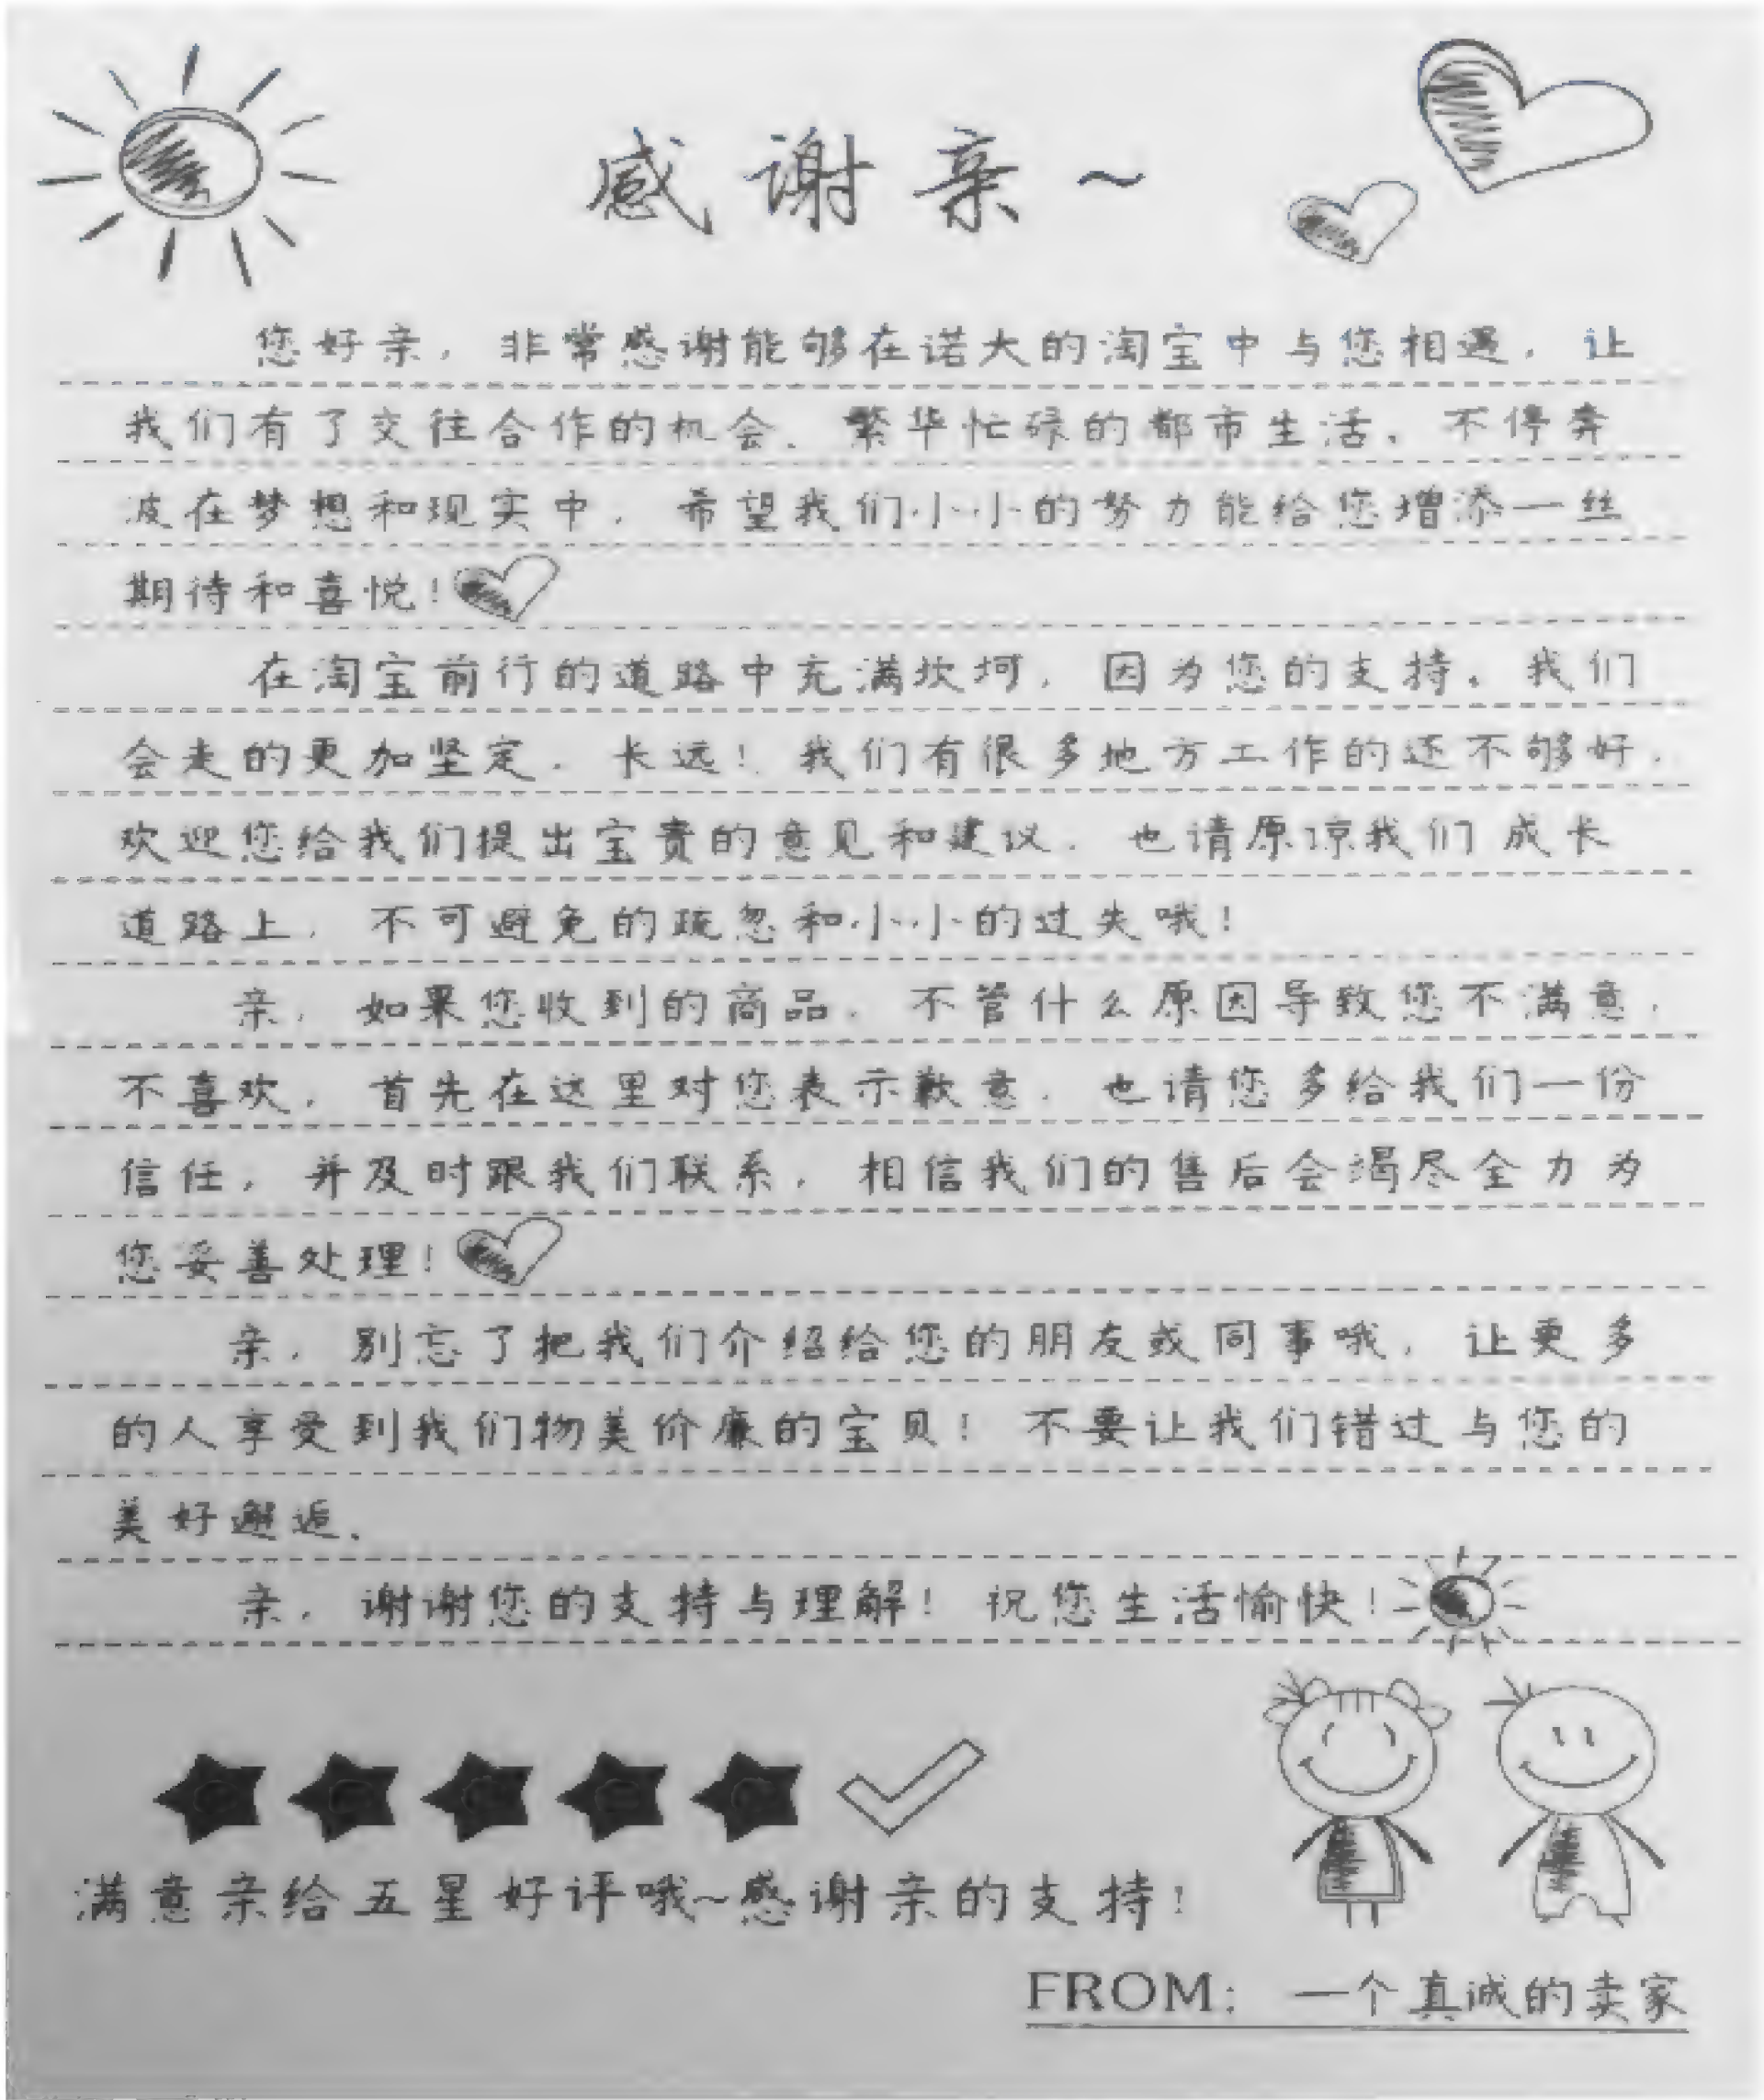 感谢亲~
您好亲，非常感谢能够在诺大的淘宝中与您相遇，让
我们有了交往合作的机会、繁华忙碌的都市生活，不停奔
波在梦想和现实中，希望我们小小的努力能给您增添一丝
期待和喜悦！
在淘宝前行的道路中充满坎坷，因为您的支持，我们
会走的更加坚定，长远！我们有很多地方工作的还不够好，
欢迎您给我们提出宝贵的意见和建议，也请原谅我们成长
道路上，不可避免的疏忽和小小的过失哦！
亲，如果您收到的商品，不管什么原因导致您不满意，
不喜欢，首先在这里对您表示歉意，也请您多给我们一份
信任，并及时跟我们联系，相信我们的售后会竭尽全力为
您妥善处理！
亲，别忘了把我们介绍给您的朋友或同事哦，让更多
的人享受到我们物美价廉的宝贝！不要让我们错过与您的
美好邂逅、
亲，谢谢您的支持与理解！祝您生活愉快！
满意亲给五星好评哦~感谢亲的支持！
FROM：一个真诚的卖家